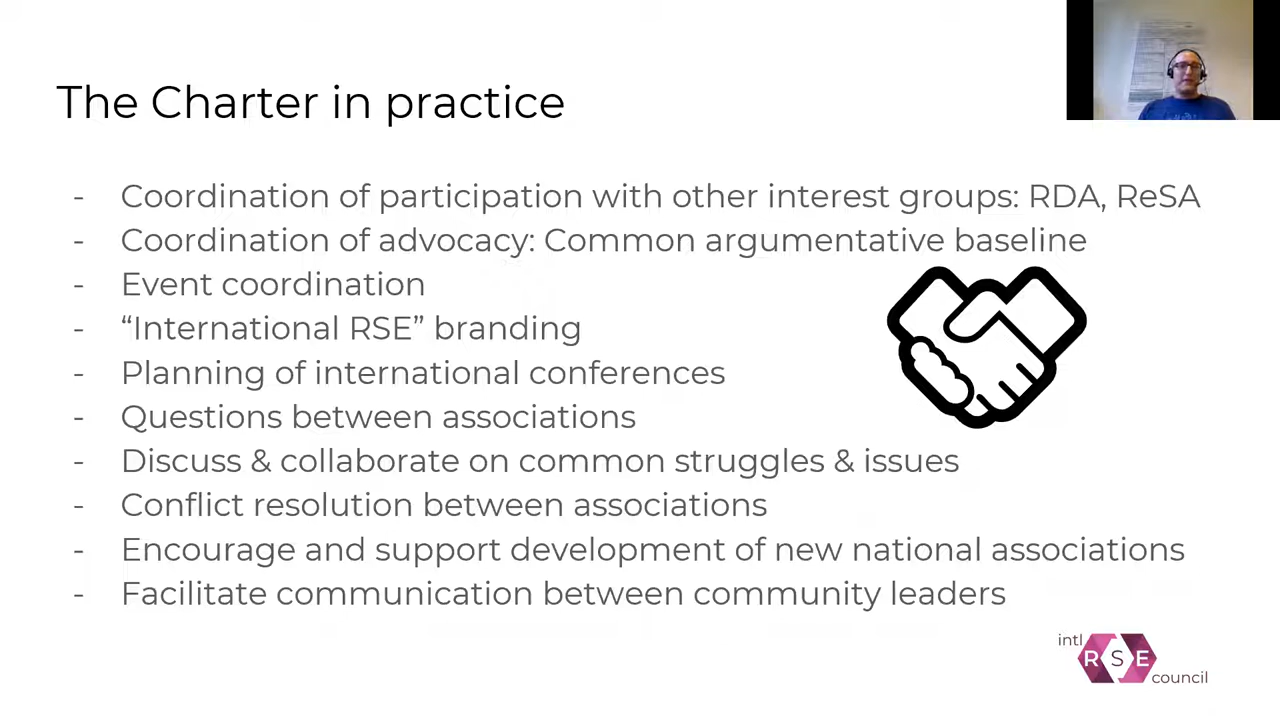 The Charter in practice
- Coordination of participation with other interest groups: RDA, ReSA
- Coordination of advocacy: Common argumentative baseline
- Event coordination
- “International RSE” branding
- Planning of international conferences
- Questions between associations
- Discuss & collaborate on common struggles & issues
- Conflict resolution between associations
- Encourage and support development of new national associations
- Facilitate communication between community leaders
intl
RSE
council